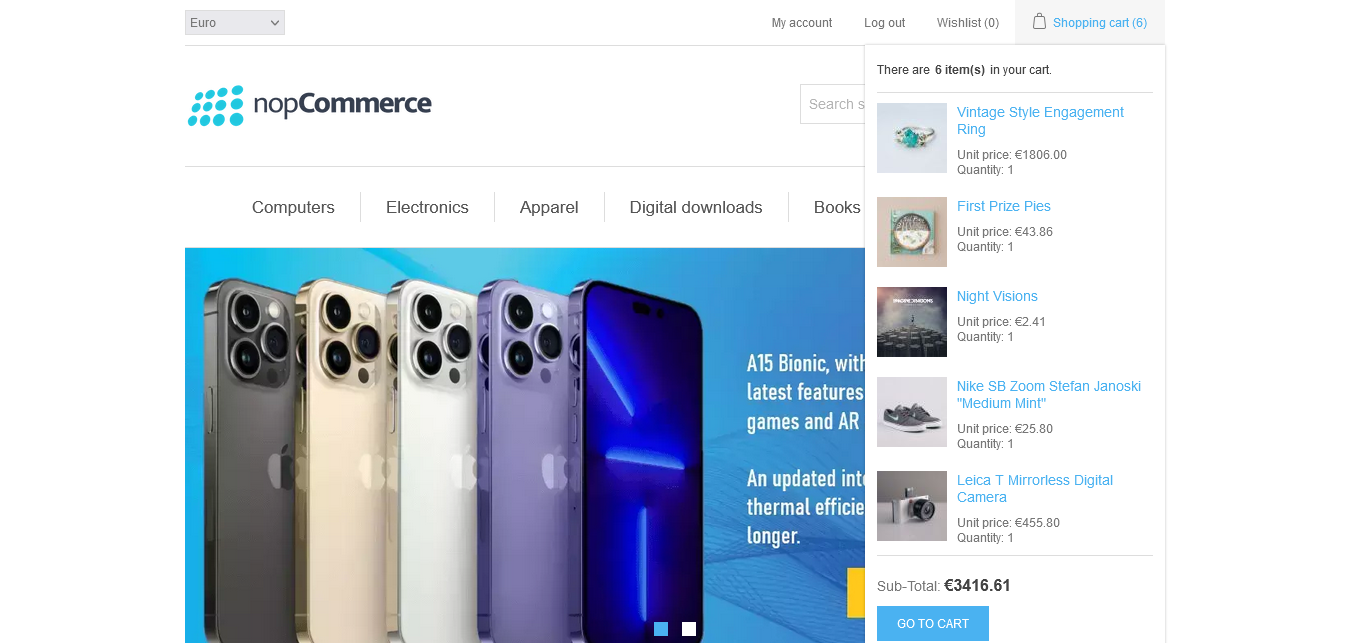 Euro
My account
Log out
Wishlist (0)
Shopping cart (6)
There are 6 item(s) in your cart.
nopCommerce
Search s
Vintage Style Engagement
Ring
Unit price: €1806.00
Quantity: 1
Computers
Electronics
Apparel
Digital downloads
Books
First Prize Pies
Unit price: €43.86
Quantity: 1
Night Visions
Unit price: €2.41
Quantity: 1
IMAGINE DRAGONS
A15 Bionic, with
latest features
games and AR
An updated inte
thermal efficie
longer.
Nike SB Zoom Stefan Janoski
"Medium Mint"
Unit price: €25.80
Quantity: 1
Leica T Mirrorless Digital
Camera
Unit price: €455.80
Quantity: 1
Sub-Total: €3416.61
GO TO CART